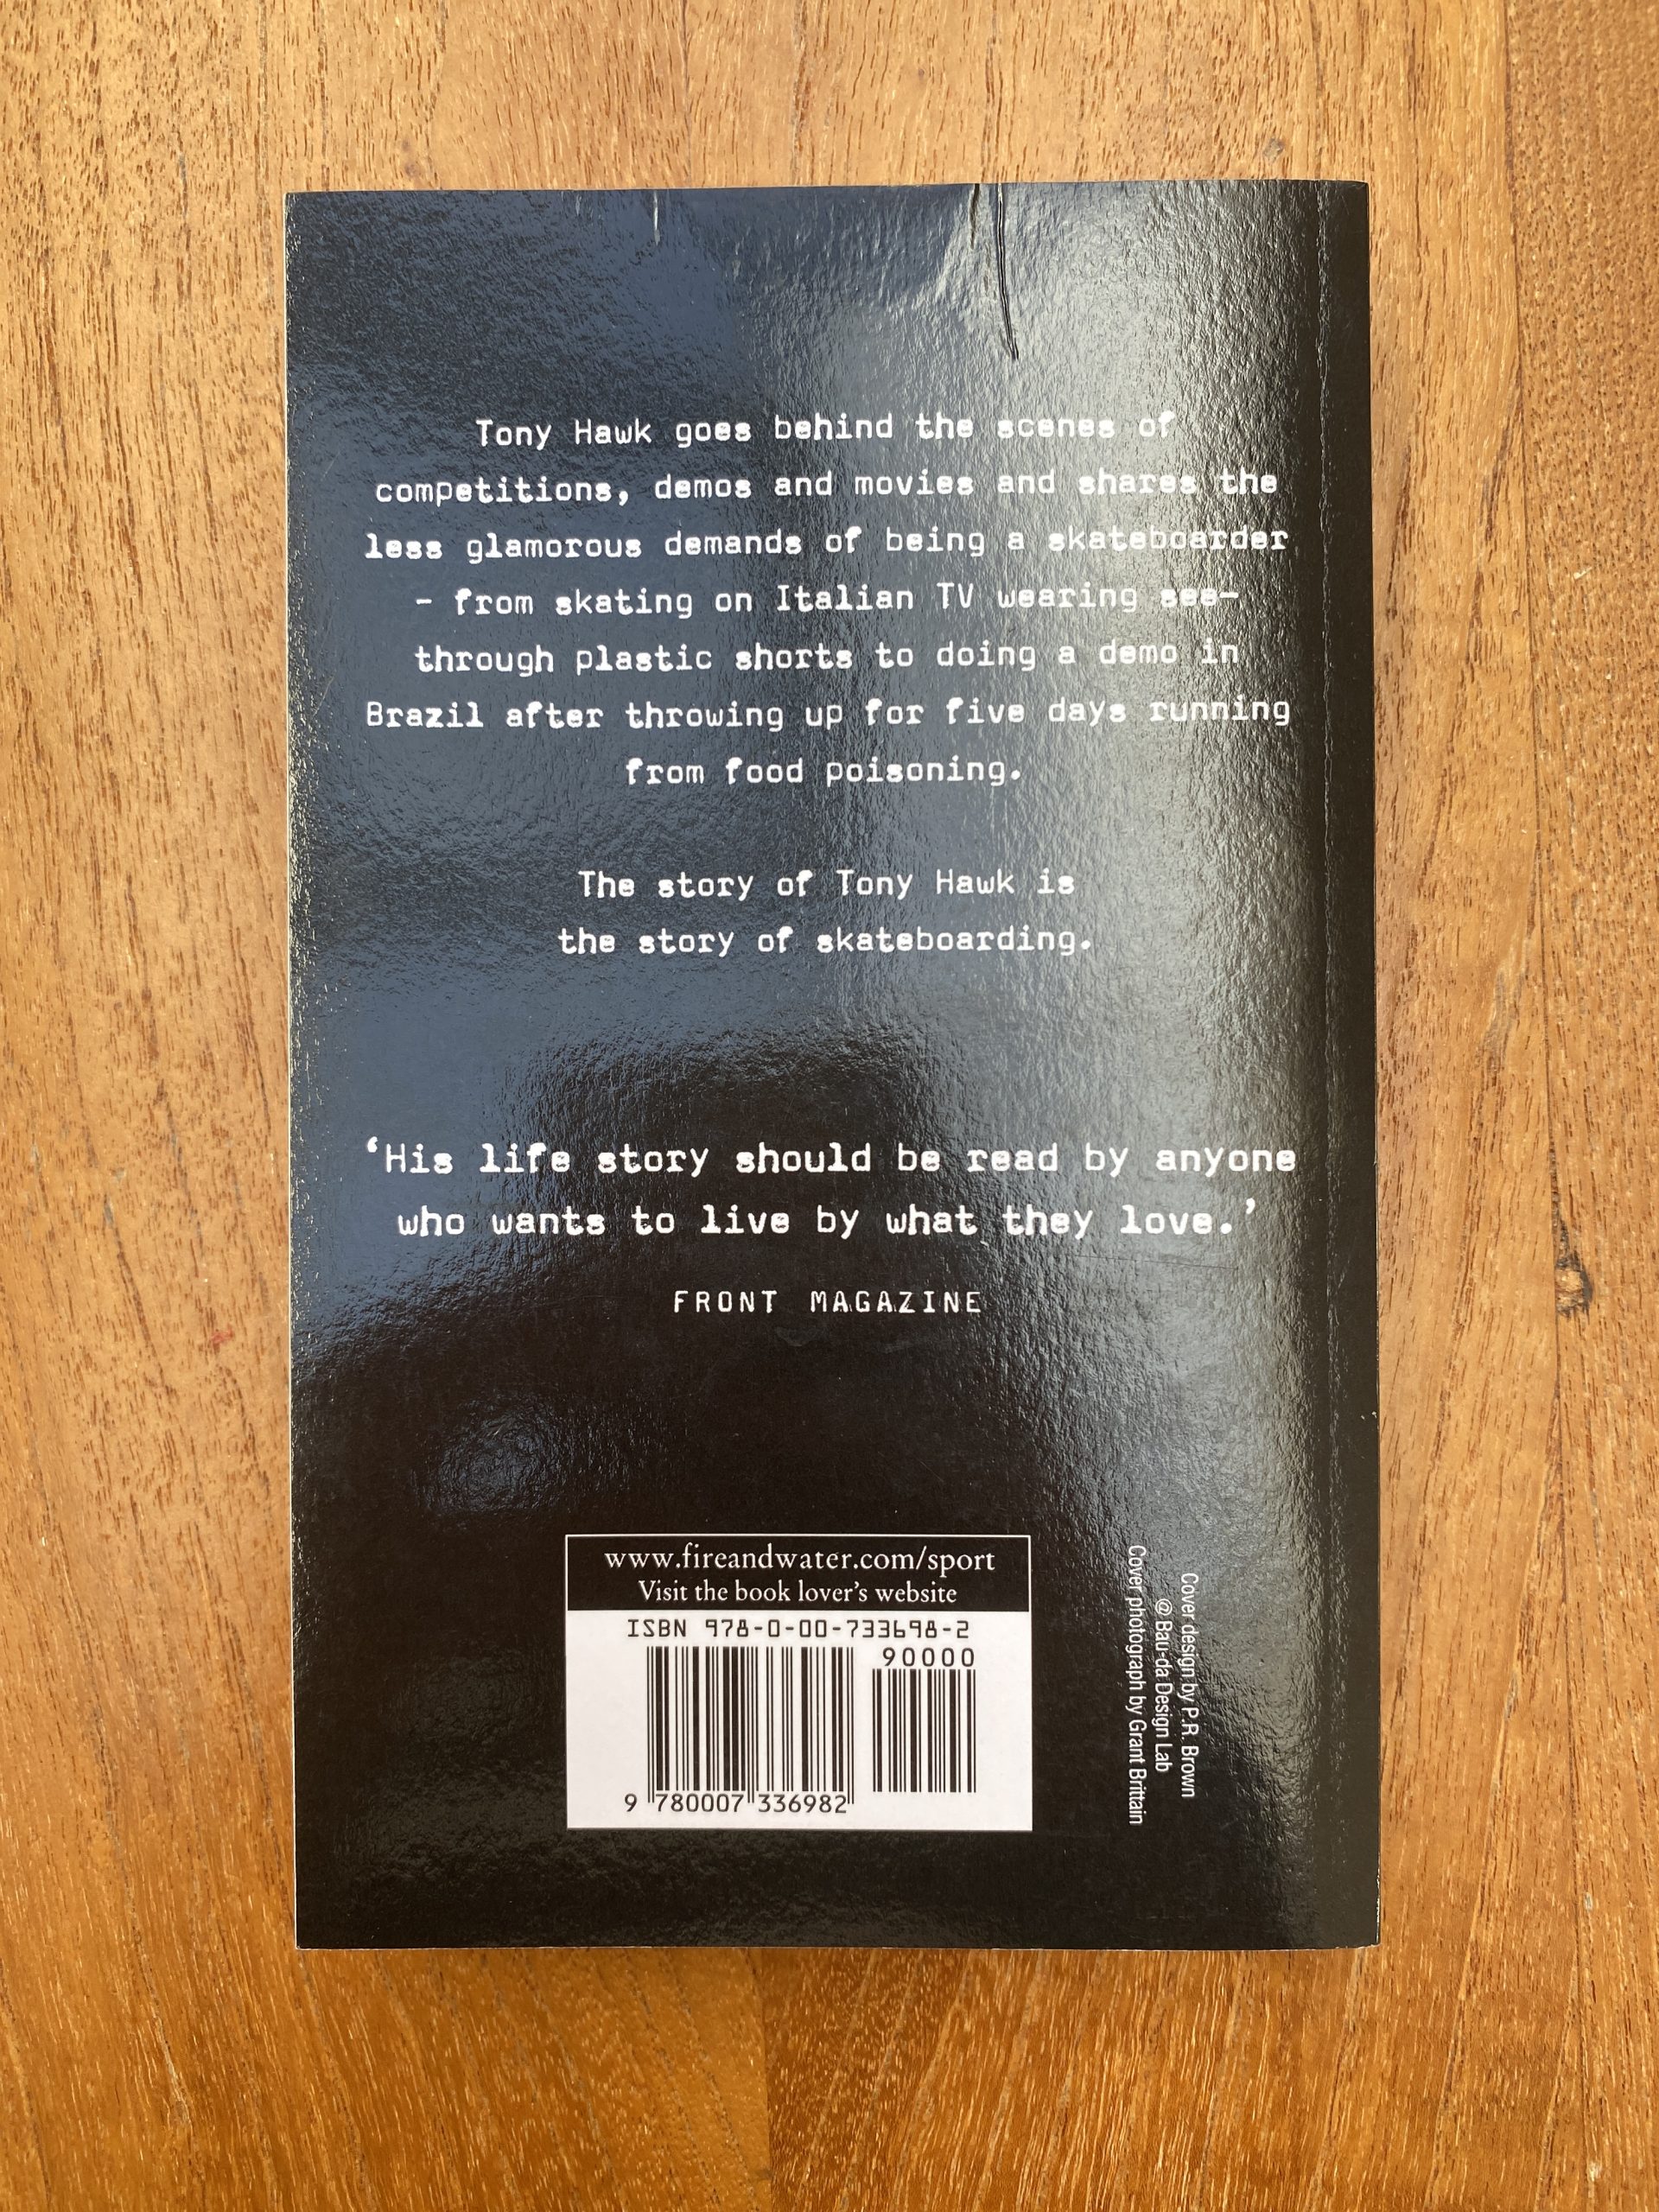 Tony Hawk goes behind the scenes of
competitions, demos and movies and shares the
less glamorous demands of being a skateboarder
– from skating on Italian TV wearing see-
through plastic shorts to doing a demo in
Brazil after throwing up for five days running
from food poisoning.
The story of Tony Hawk is
the story of skateboarding.
‘His life story should be read by anyone
who wants to live by what they love.’
FRONT MAGAZINE
www.fireandwater.com/sport
Visit the book lover’s website
ISBN 978-0-00-733698-2
90000
9 780007 336982
Cover design by P.R. Brown
@ Bau-da Design Lab
Cover photograph by Grant Brittain